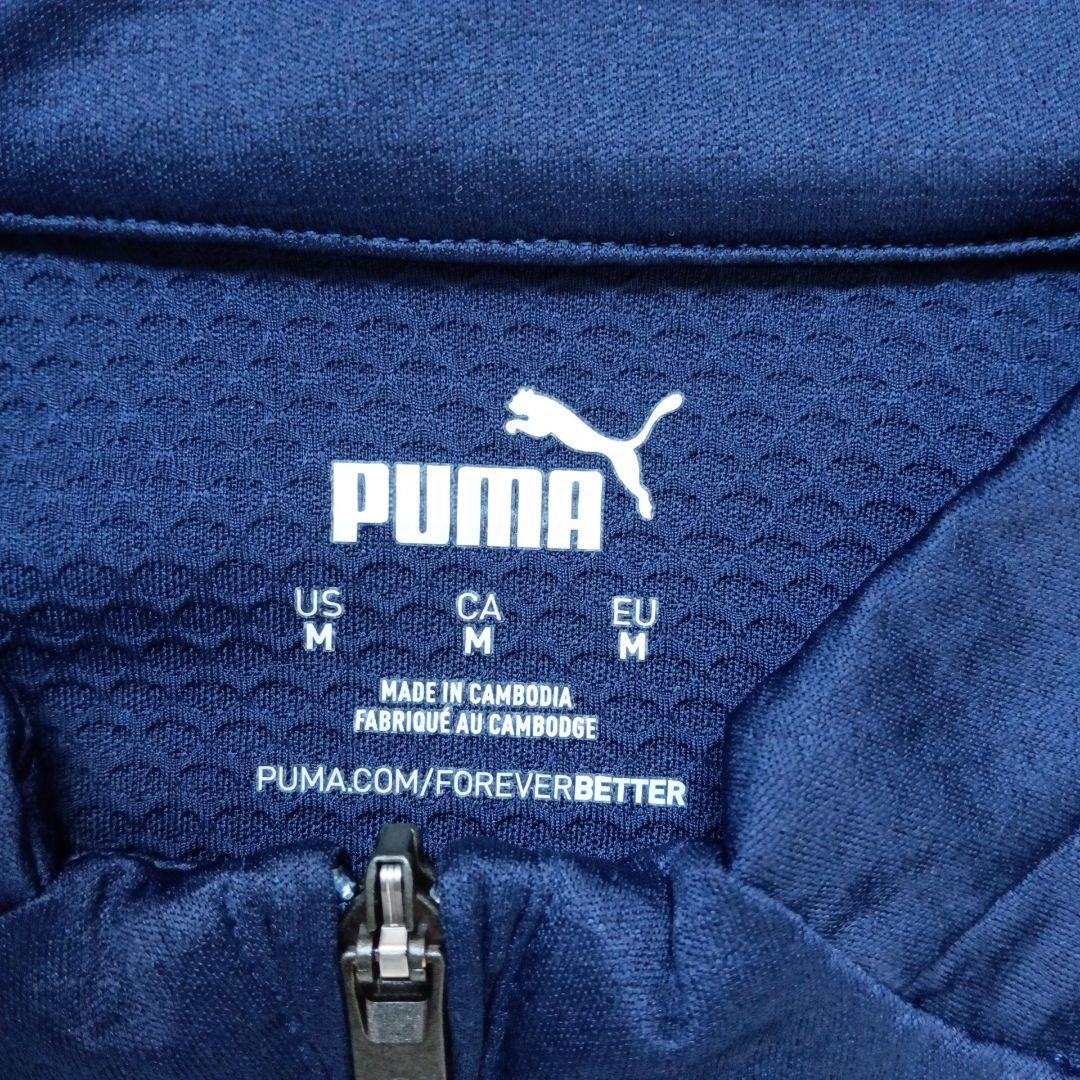 PUMA
US CA EU
M M M
MADE IN CAMBODIA
FABRIQUÉ AU CAMBODGE
PUMA.COM/FOREVERBETTER